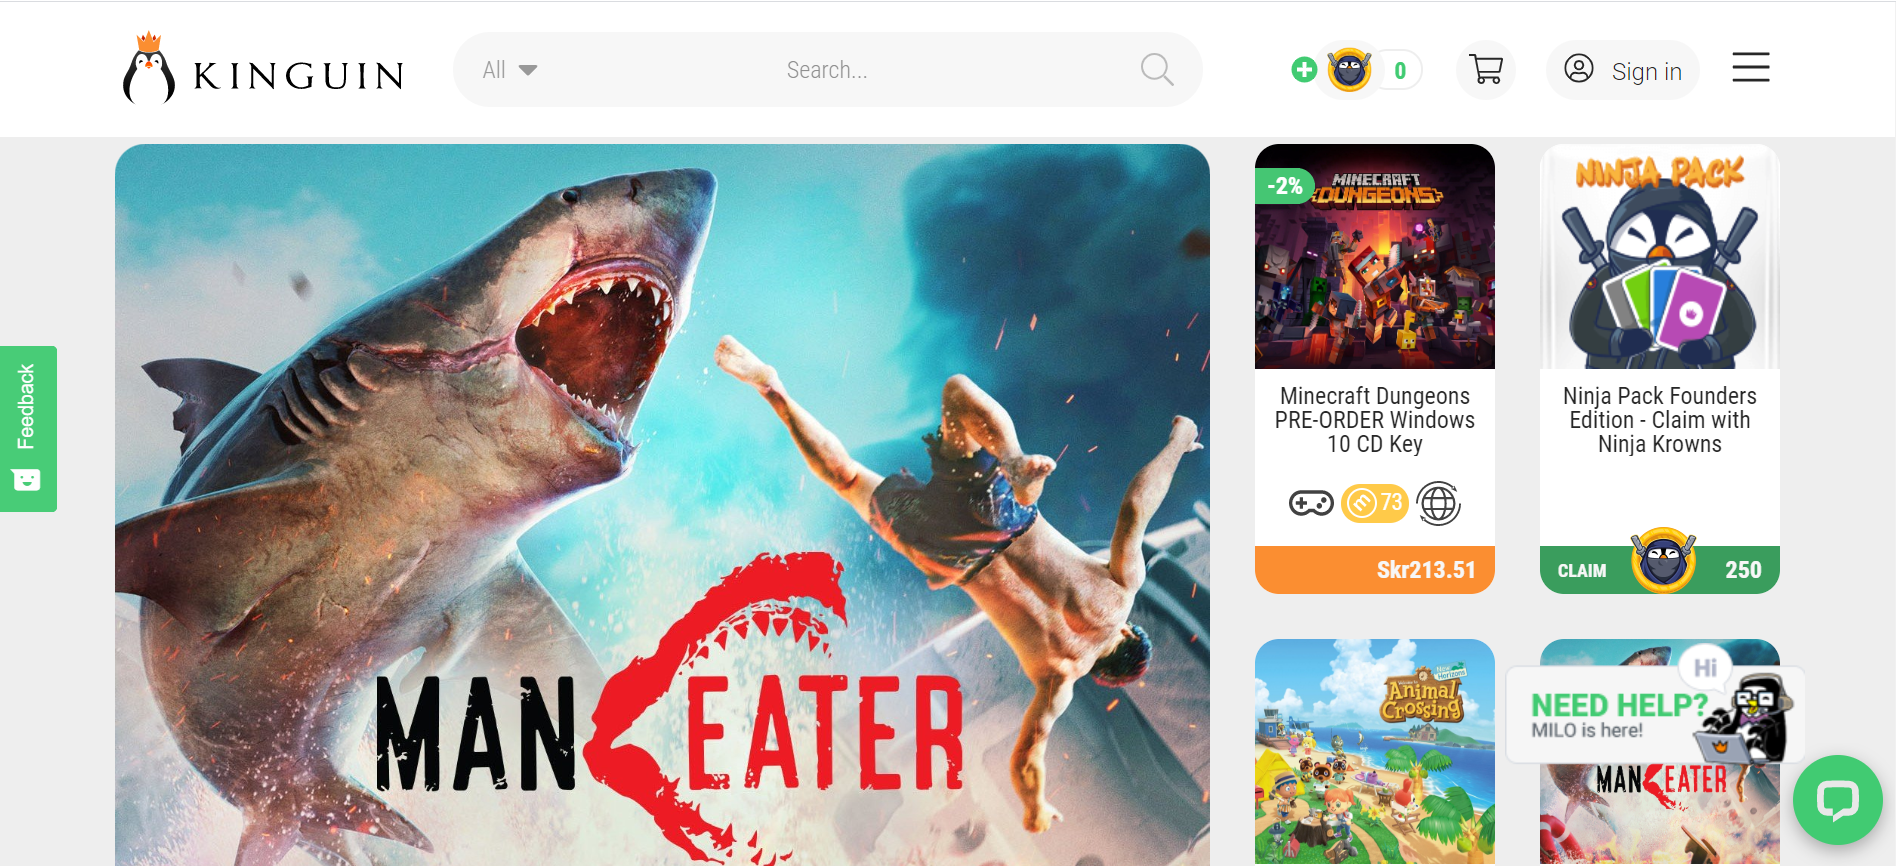 KINGUIN
All
Search...
0
Sign in
Feedback
MAN EATER
-2%
MINECRAFT
DUNGEONS
Minecraft Dungeons
PRE-ORDER Windows
10 CD Key
73
Skr213.51
NINJA PACK
Ninja Pack Founders
Edition - Claim with
Ninja Krowns
CLAIM
250
New Horizons
Animal
Crossing
Hi
NEED HELP?
MILO is here!
MAN EATER